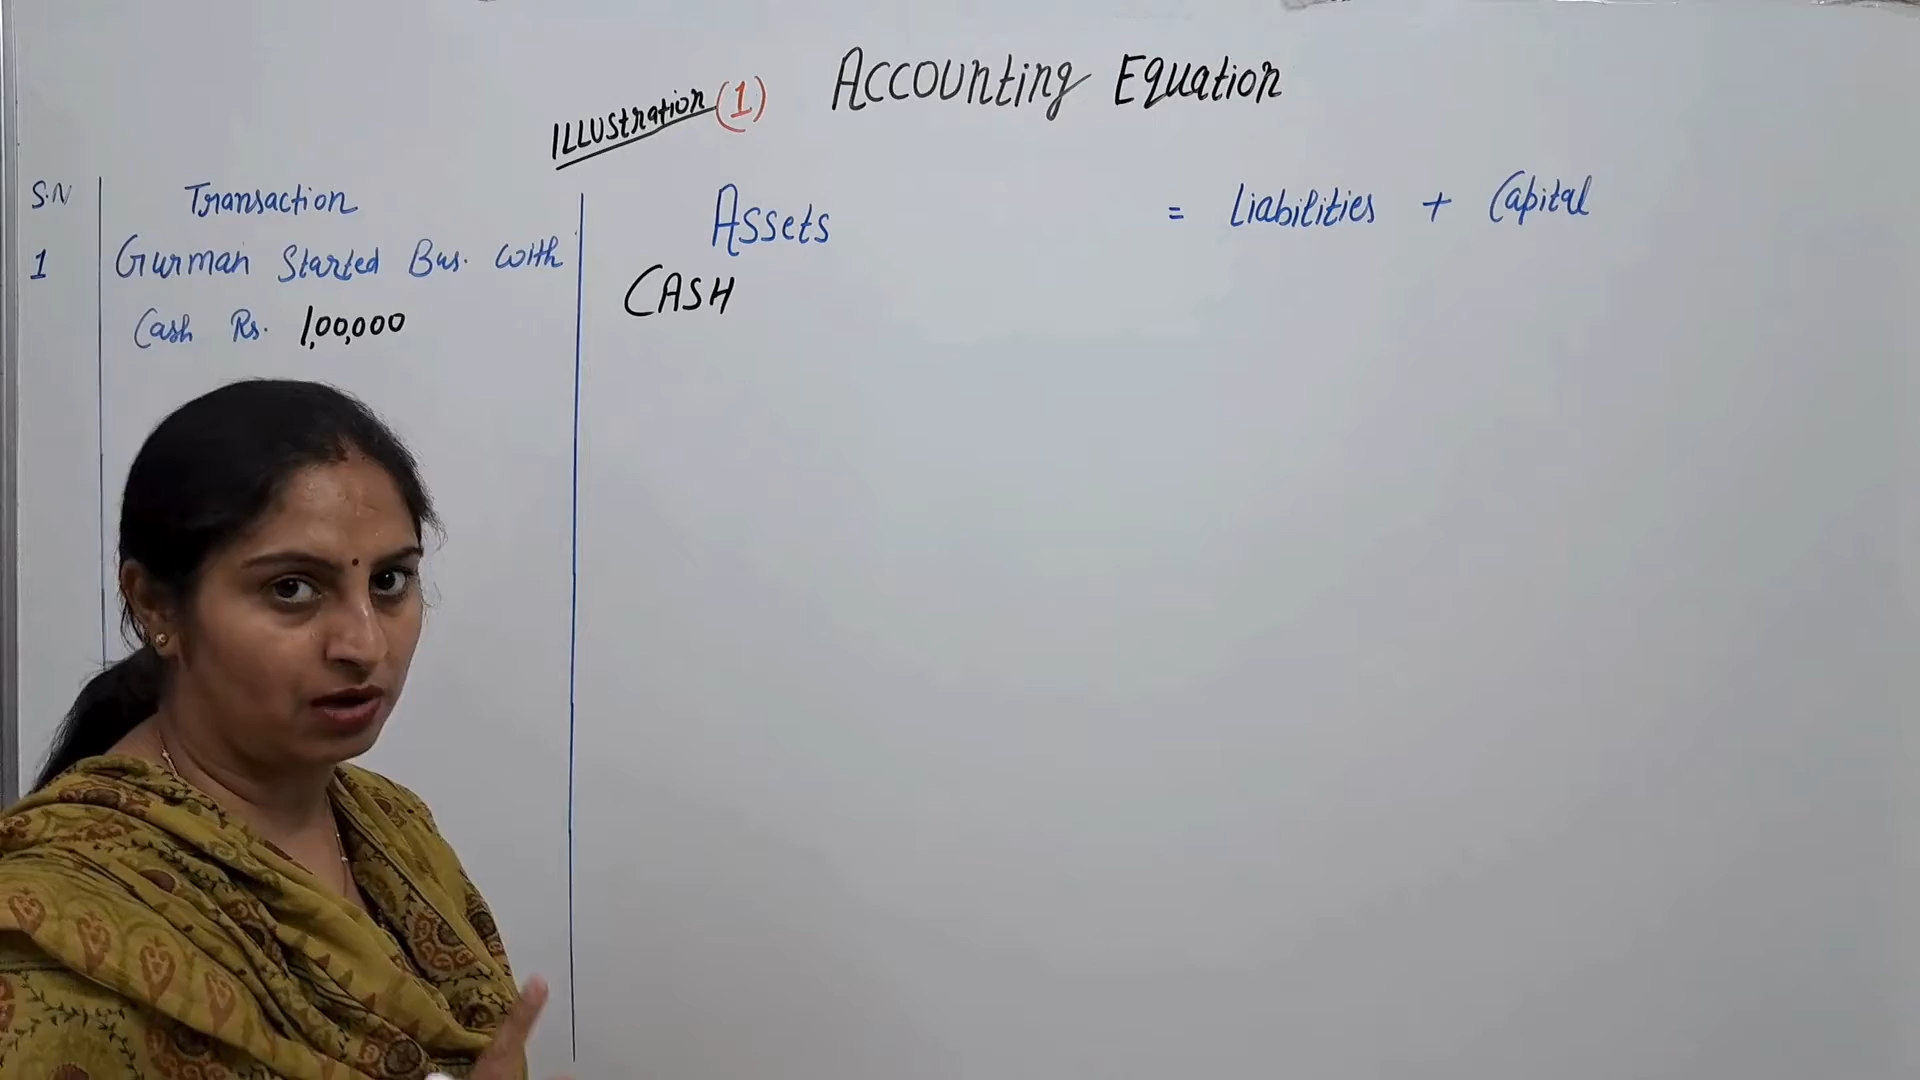 Accounting Equation
Illustration (1)
S.N Transaction Assets = Liabilities + Capital
1 Gurman Started Bus. with CASH
Cash Rs. 1,00,000